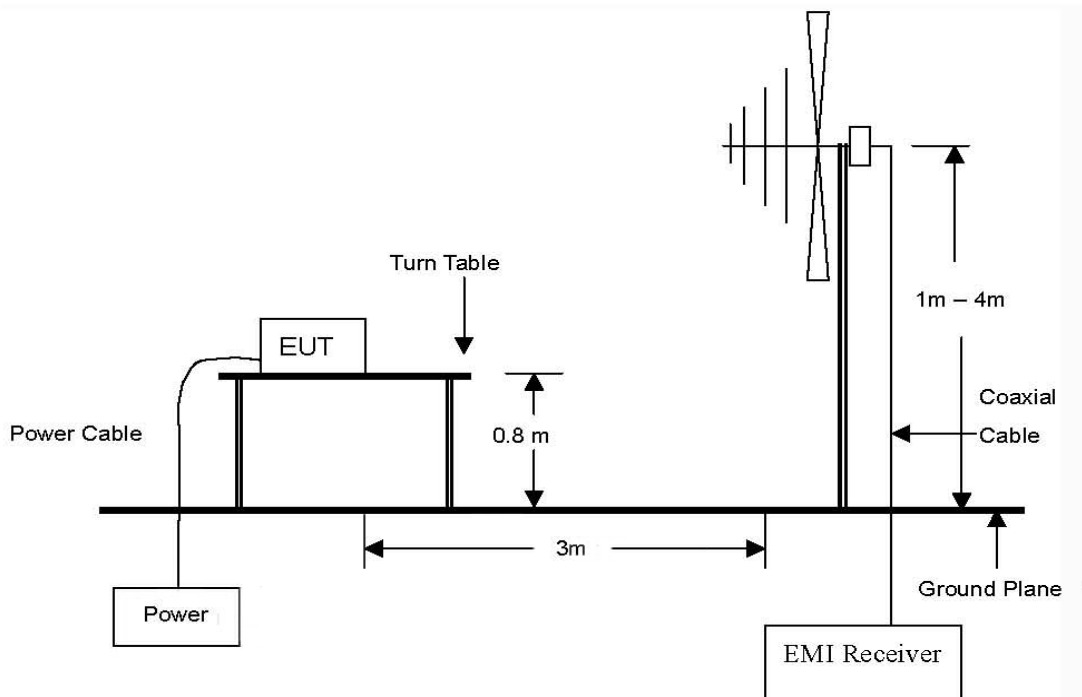 Turn Table
1m – 4m
EUT
Power Cable
0.8 m
Coaxial
Cable
3m
Ground Plane
Power
EMI Receiver